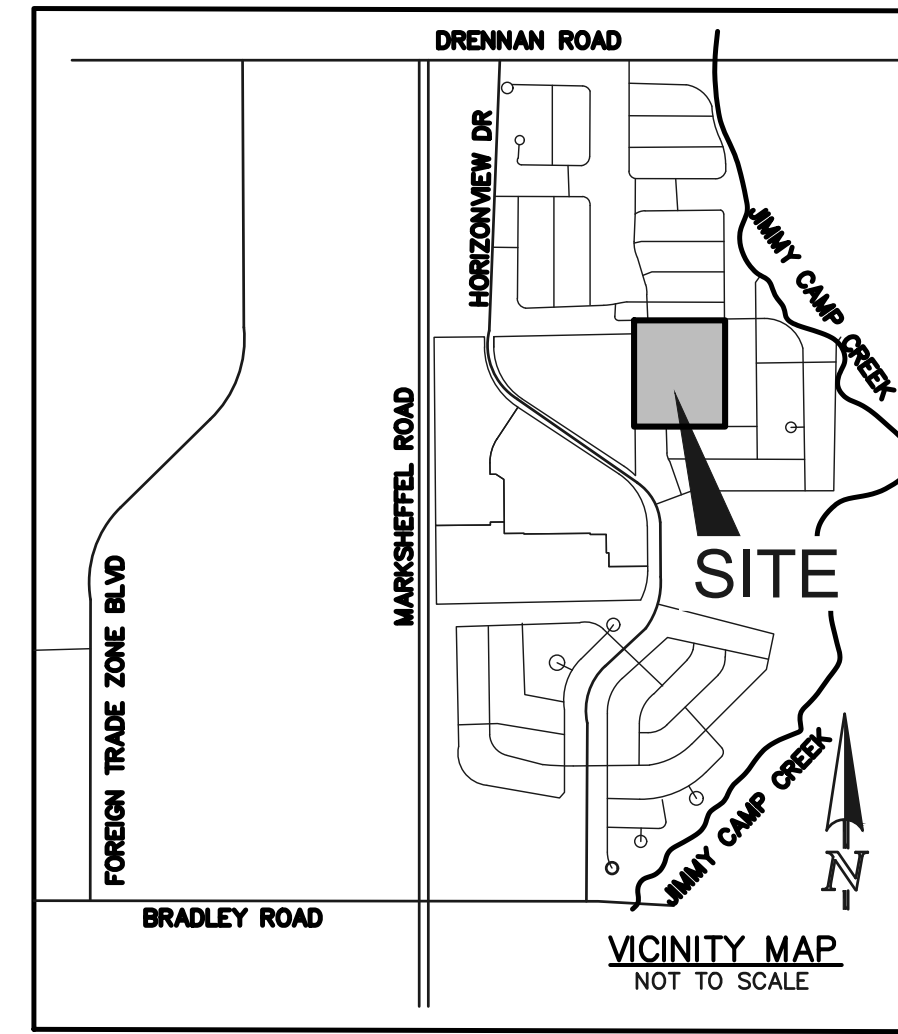 DRENNAN ROAD
HORIZONVIEW DR
JIMMY CAMP CREEK
MARKSHEFFEL ROAD
SITE
FOREIGN TRADE ZONE BLVD
JIMMY CAMP CREEK
N
BRADLEY ROAD
VICINITY MAP
NOT TO SCALE